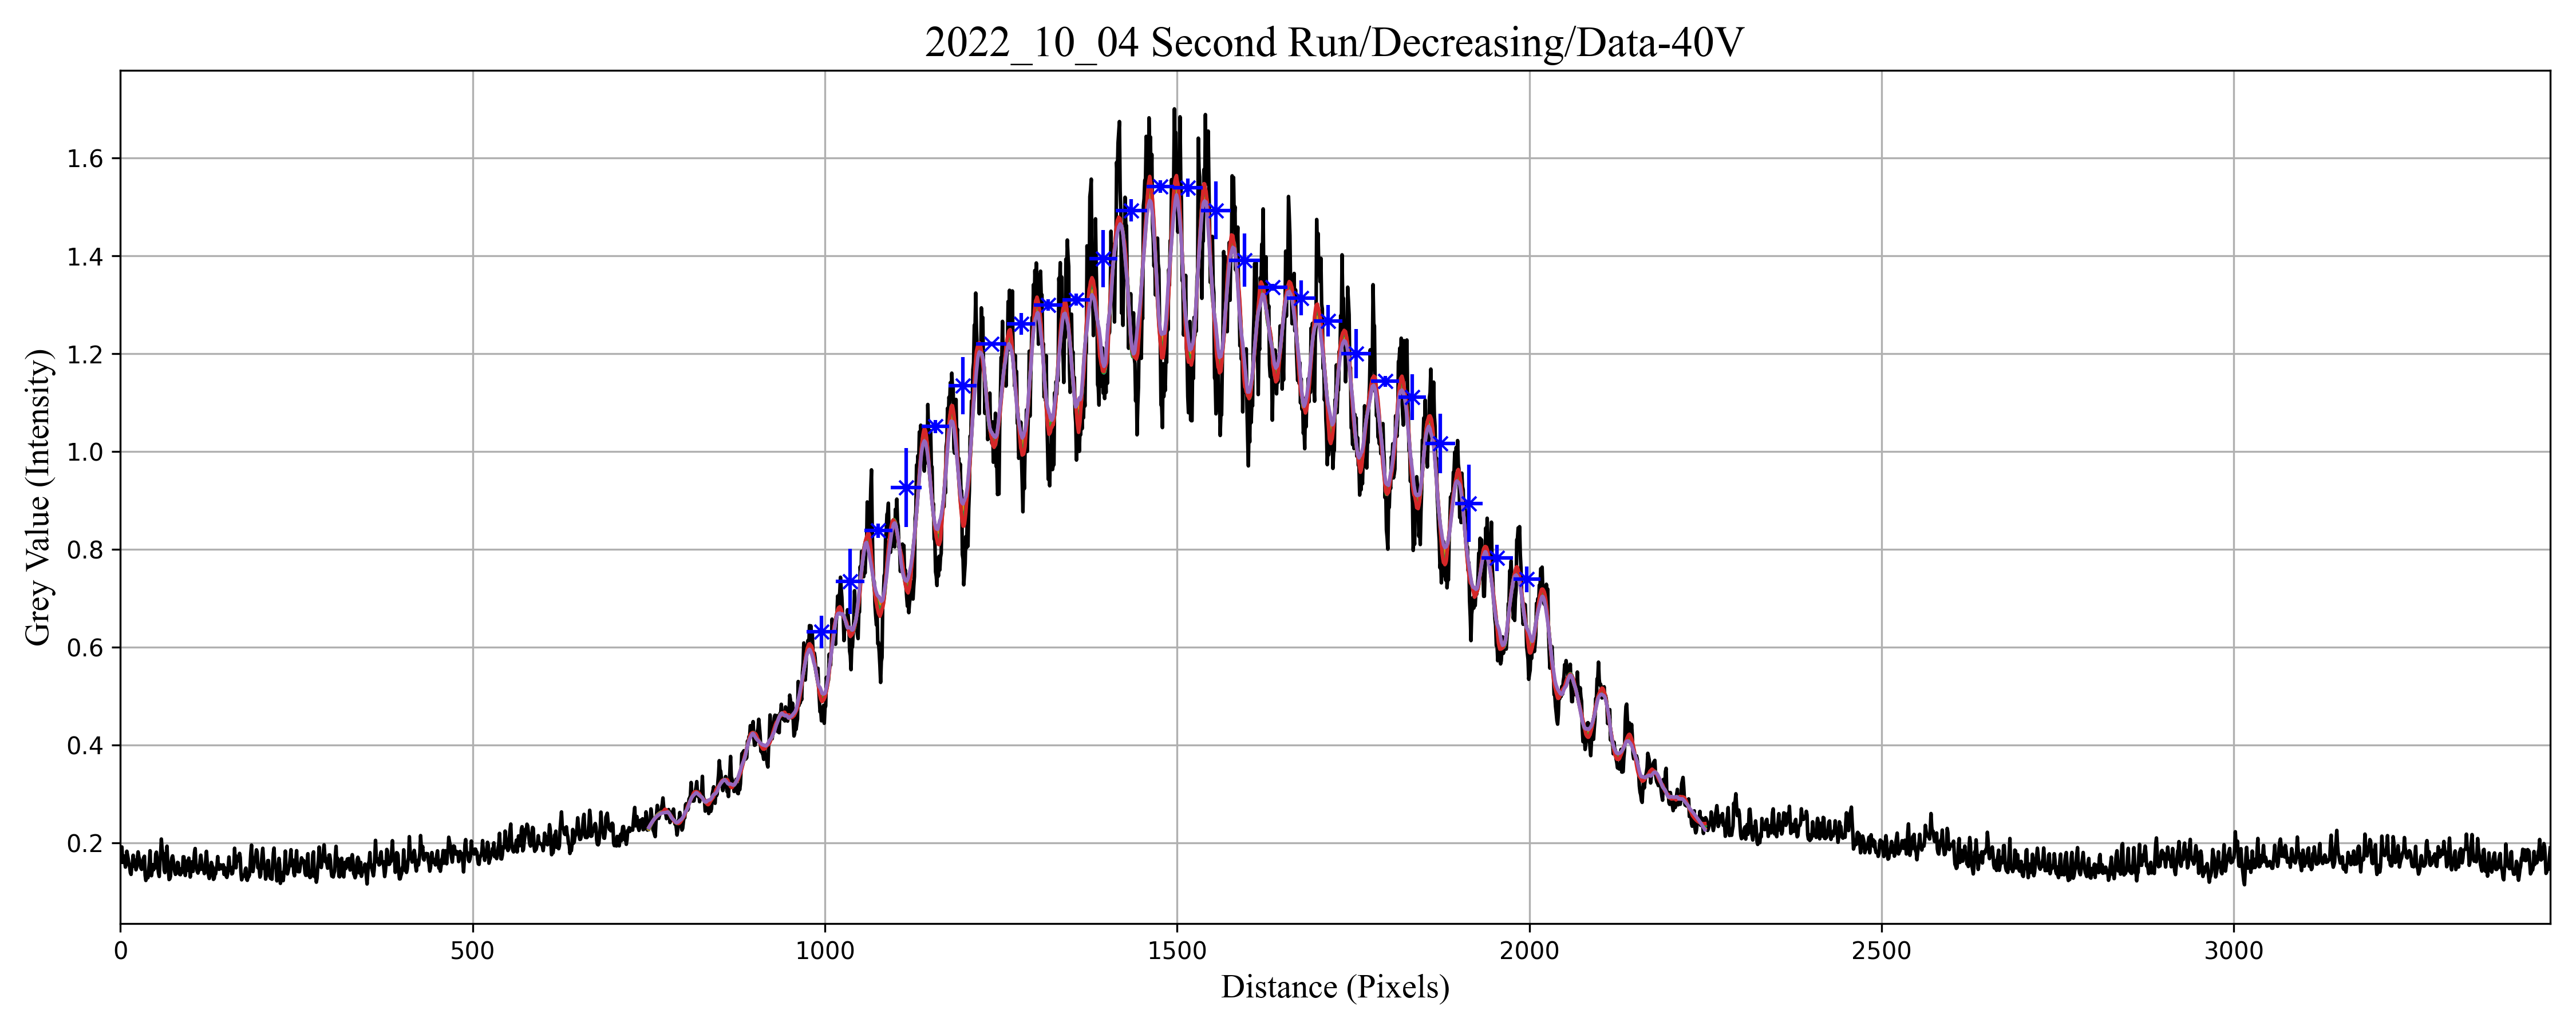 2022_10_04 Second Run/Decreasing/Data-40V
Grey Value (Intensity)
1.6
1.4
1.2
1.0
0.8
0.6
0.4
0.2
0 500 1000 1500 2000 2500 3000
Distance (Pixels)